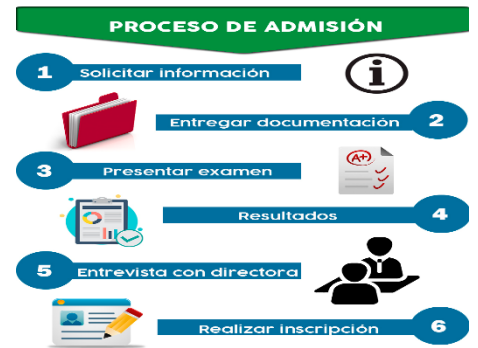 PROCESO DE ADMISIÓN
1 Solicitar información
Entregar documentación 2
3 Presentar examen
A+
Resultados 4
5 Entrevista con directora
Realizar inscripción 6